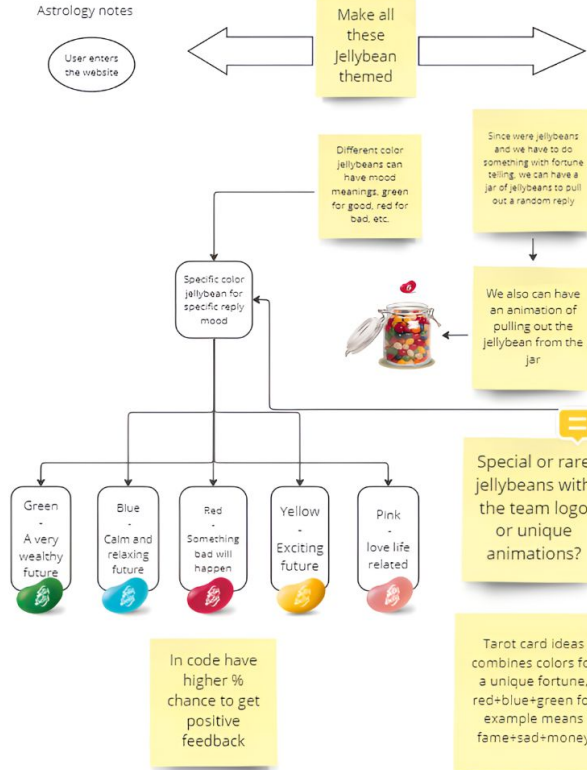 Astrology notes
User enters
the website
Make all
these
Jellybean
themed
Different color
jellybeans can
have mood
meanings, green
for good, red for
bad, etc.
Since were jellybeans
and we have to do
something with fortune
telling, we can have a
jar of jellybeans to pull
out a random reply
Specific color
jellybean for
specific reply
mood
We also can have
an animation of
pulling out the
jellybean from the
jar
Special or rare
jellybeans with
the team logo
or unique
animations?
Green
-
A very
wealthy
future
Blue
-
Calm and
relaxing
future
Red
-
Something
bad will
happen
Yellow
-
Exciting
future
Pink
-
love life
related
In code have
higher %
chance to get
positive
feedback
Tarot card ideas
combines colors fo
a unique fortune,
red+blue+green fo
example means
fame+sad+money